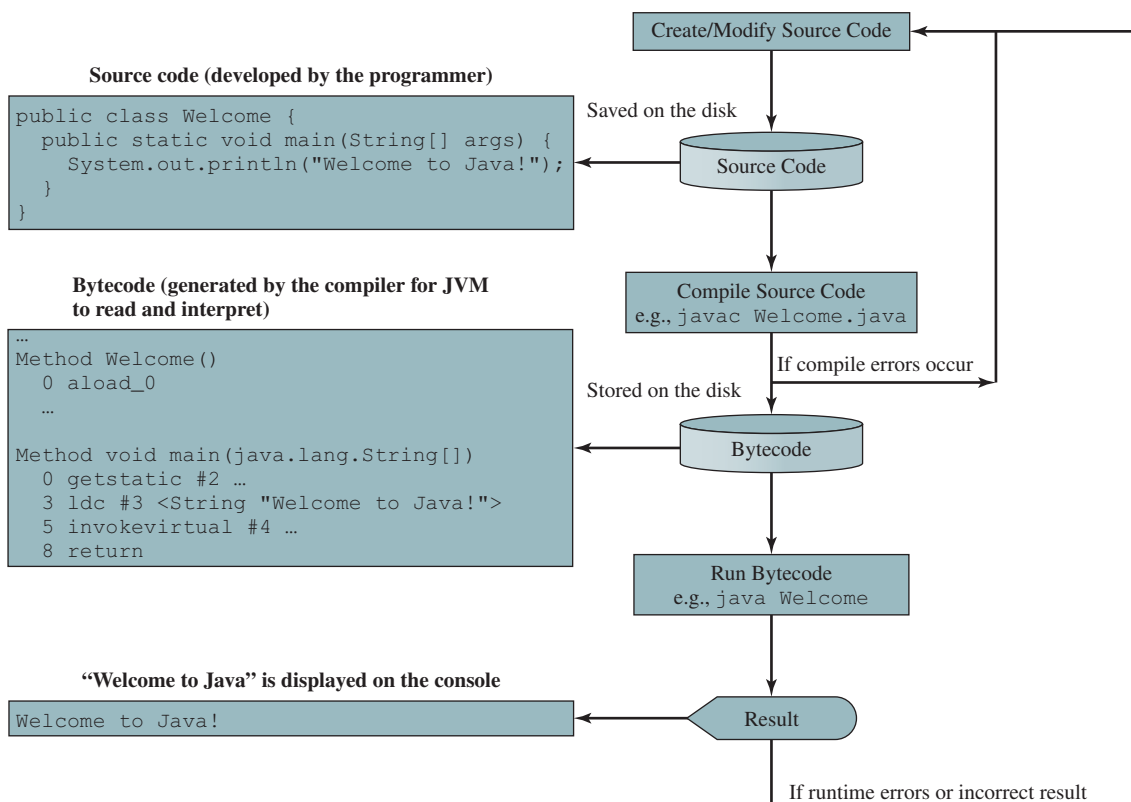 Create/Modify Source Code
Source code (developed by the programmer)
public class Welcome {
  public static void main(String[] args) {
    System.out.println("Welcome to Java!");
  }
}
Saved on the disk
Source Code
Compile Source Code
e.g., javac Welcome.java
Bytecode (generated by the compiler for JVM
to read and interpret)
…
Method Welcome()
  0 aload_0
  …
Method void main(java.lang.String[])
  0 getstatic #2 …
  3 ldc #3 <String "Welcome to Java!">
  5 invokevirtual #4 …
  8 return
If compile errors occur
Stored on the disk
Bytecode
Run Bytecode
e.g., java Welcome
“Welcome to Java” is displayed on the console
Welcome to Java!
Result
If runtime errors or incorrect result